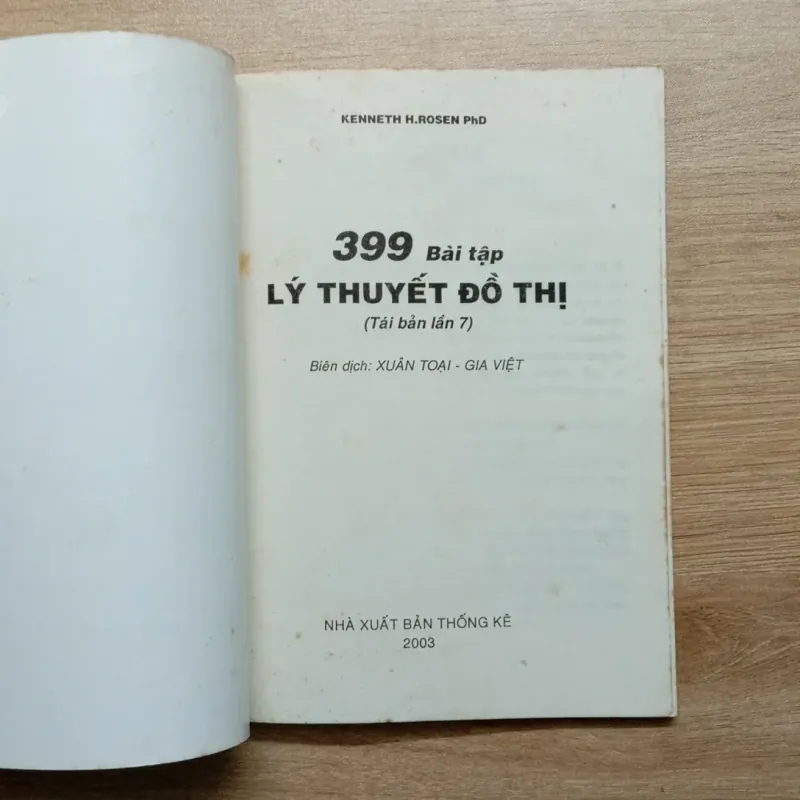 KENNETH H.ROSEN PhD
399 Bài tập
LÝ THUYẾT ĐỒ THỊ
(Tái bản lần 7)
Biên dịch: XUÂN TOẠI - GIA VIỆT
NHÀ XUẤT BẢN THỐNG KÊ
2003